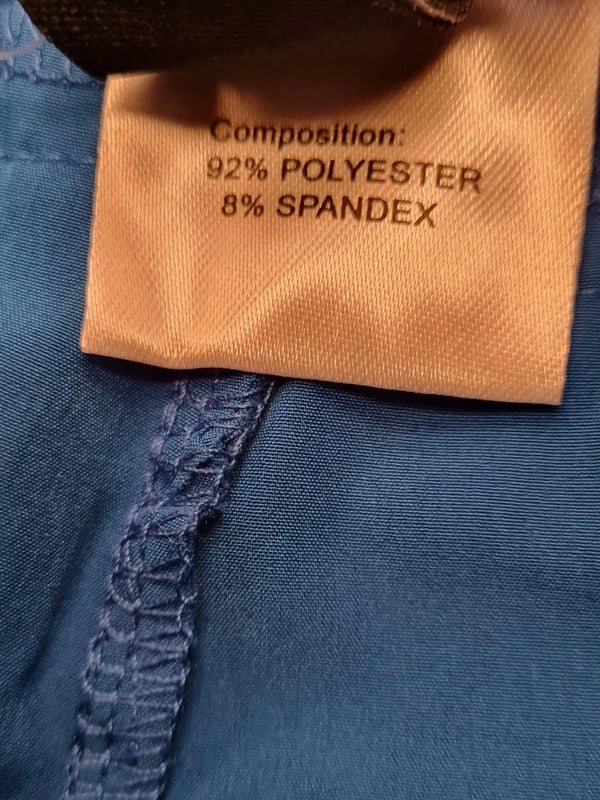 Composition:
92% POLYESTER
8% SPANDEX